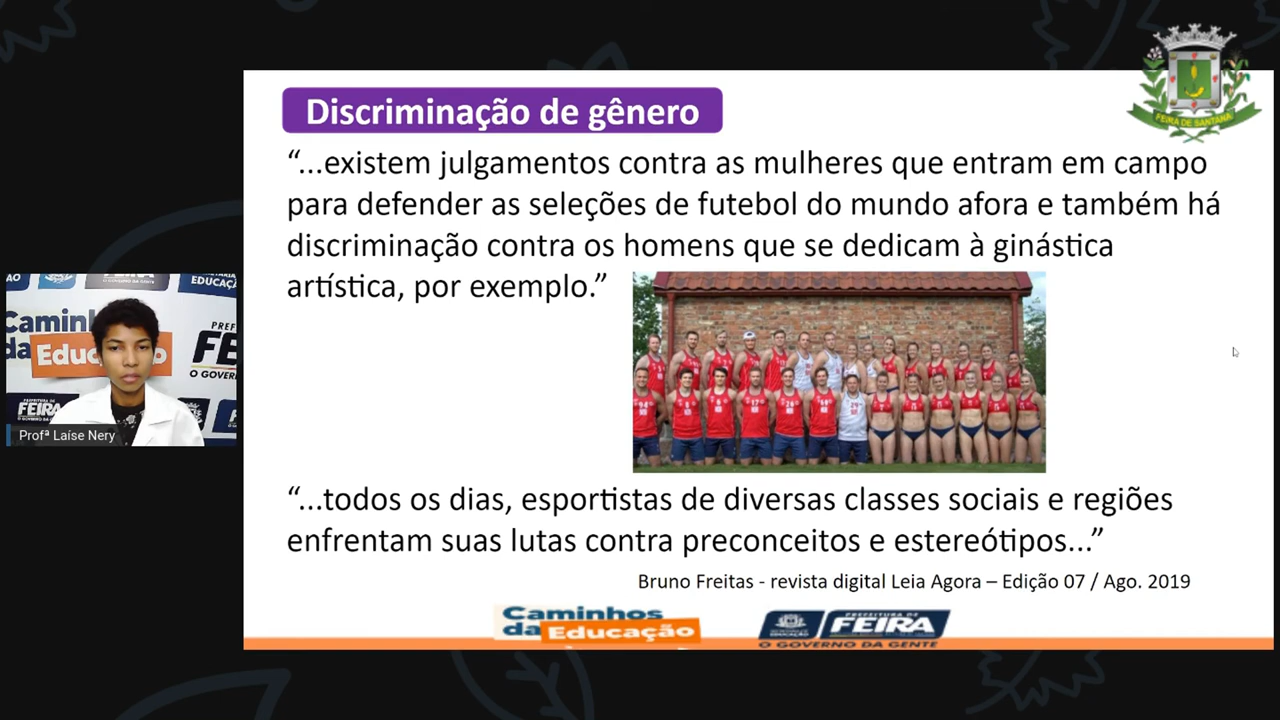 FEIRA DE SANTANA
Discriminação de gênero
“...existem julgamentos contra as mulheres que entram em campo
para defender as seleções de futebol do mundo afora e também há
discriminação contra os homens que se dedicam à ginástica
artística, por exemplo.”
“...todos os dias, esportistas de diversas classes sociais e regiões
enfrentam suas lutas contra preconceitos e estereótipos...”
Bruno Freitas - revista digital Leia Agora – Edição 07 / Ago. 2019
Caminhos
da Educação
EDUCAÇÃO
PREFEITURA DE
FEIRA
O GOVERNO DA GENTE
Profª Laíse Nery